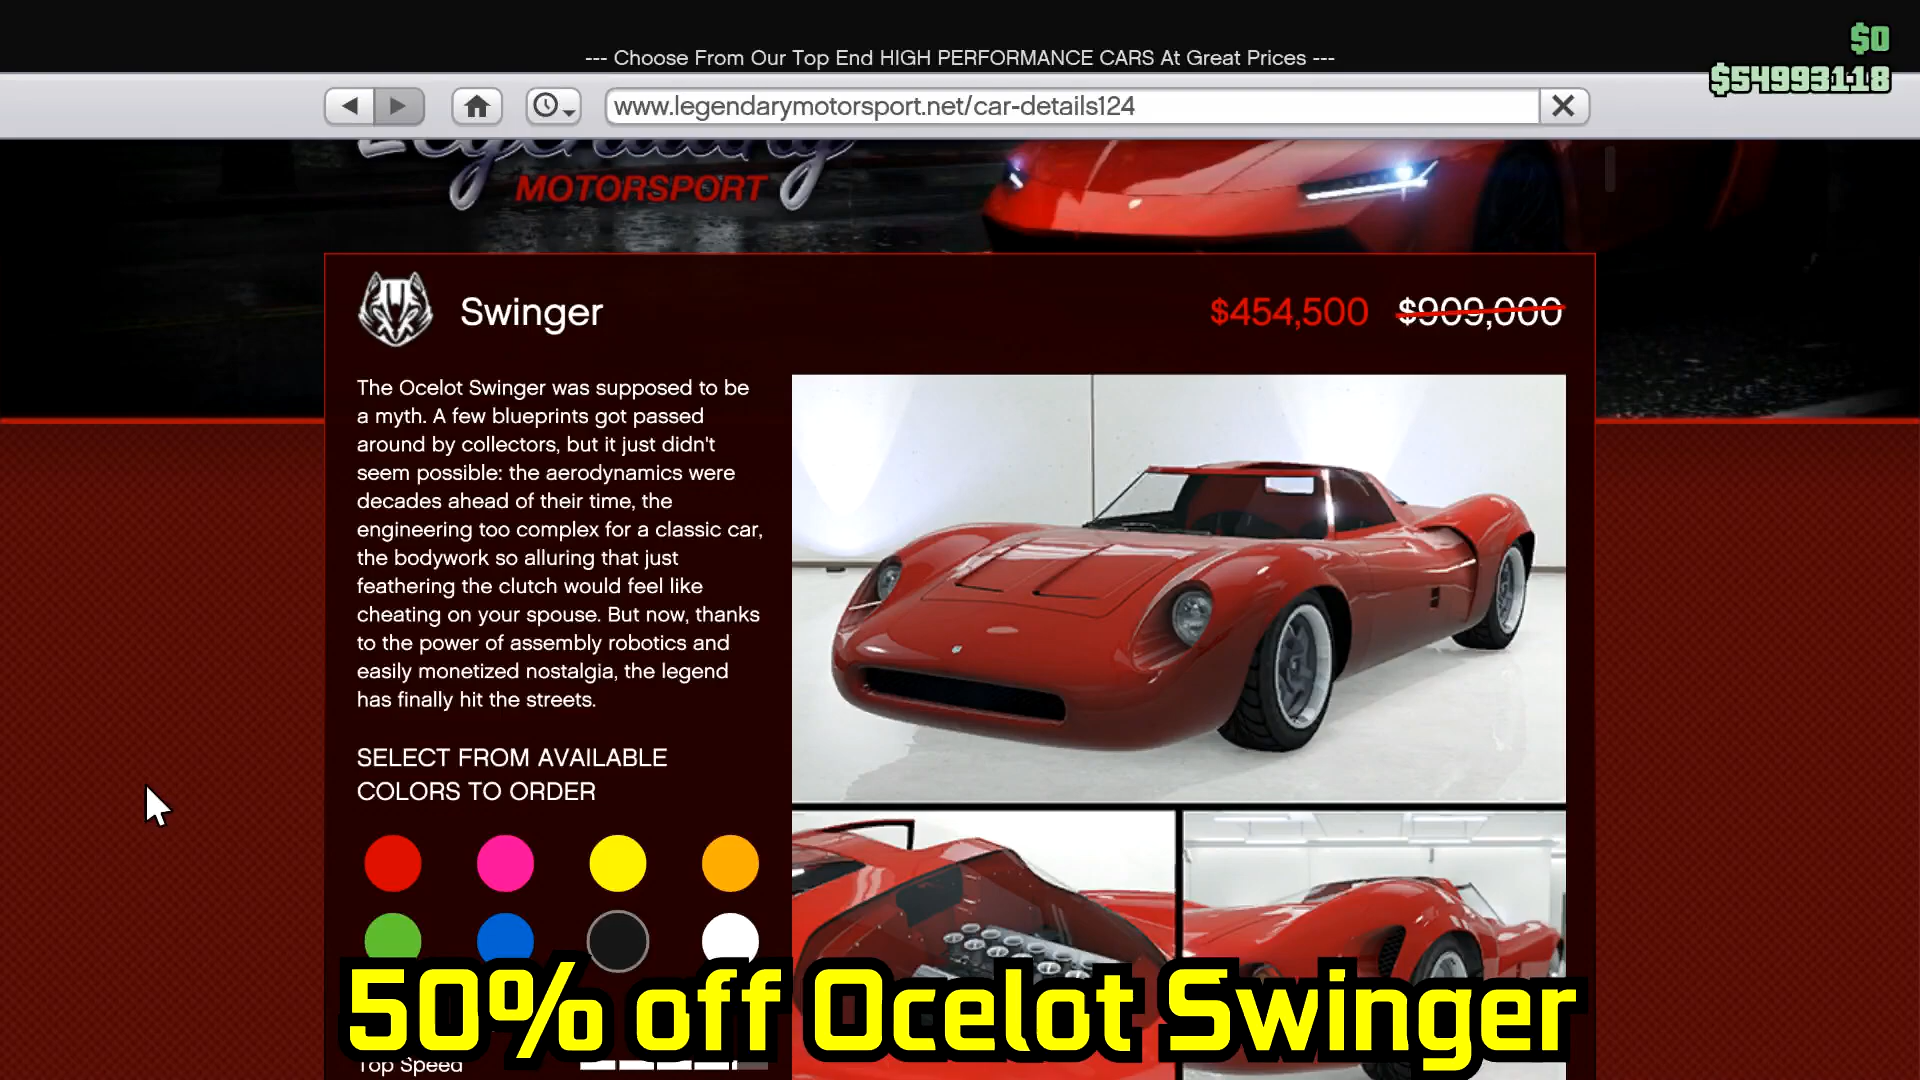 $0
--- Choose From Our Top End HIGH PERFORMANCE CARS At Great Prices ---
$54993118
www.legendarymotorsport.net/car-details124
Legendary
MOTORSPORT
Swinger
$454,500 $909,000
The Ocelot Swinger was supposed to be
a myth. A few blueprints got passed
around by collectors, but it just didn't
seem possible: the aerodynamics were
decades ahead of their time, the
engineering too complex for a classic car,
the bodywork so alluring that just
feathering the clutch would feel like
cheating on your spouse. But now, thanks
to the power of assembly robotics and
easily monetized nostalgia, the legend
has finally hit the streets.
SELECT FROM AVAILABLE
COLORS TO ORDER
50% off Ocelot Swinger
Top Speed